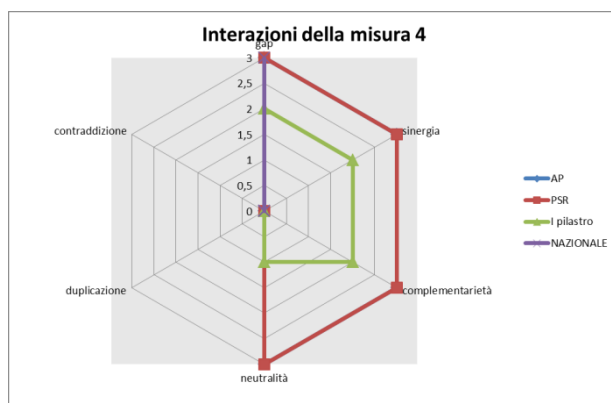 Interazioni della misura 4
gap
3
2,5
2
1,5
1
0,5
0
contraddizione
sinergia
duplicazione
complementarietà
neutralità
AP
PSR
I pilastro
NAZIONALE